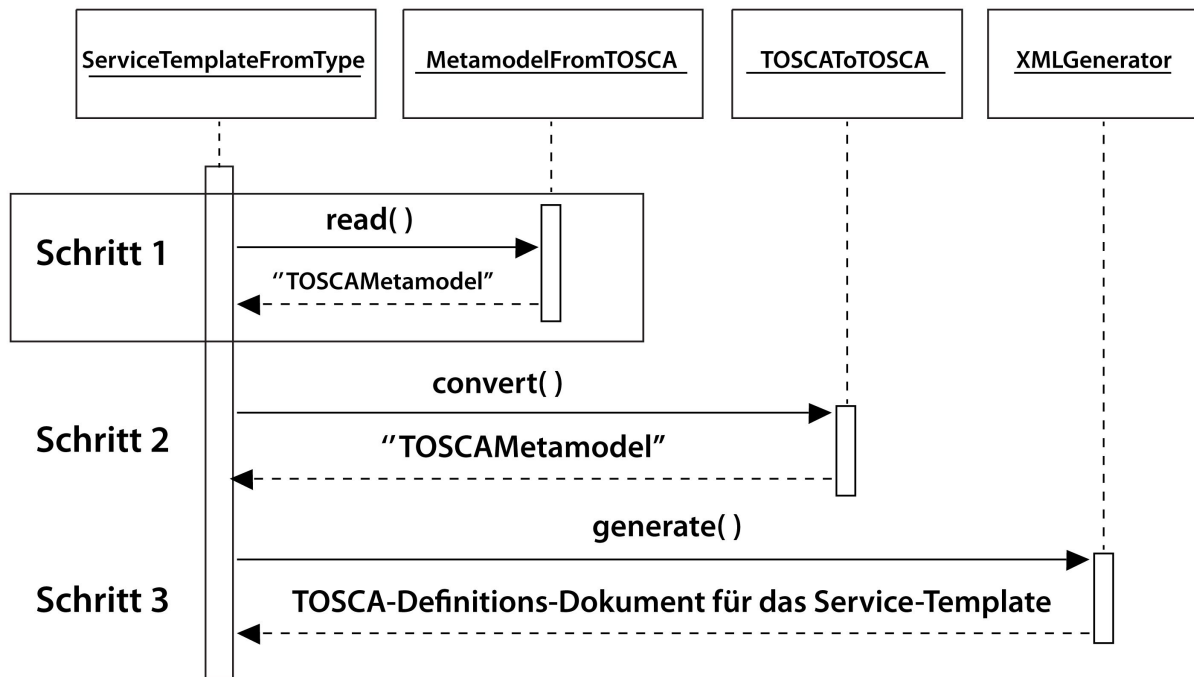 ServiceTemplateFromType
MetamodelFromTOSCA
TOSCAToTOSCA
XMLGenerator
Schritt 1
read( )
‘‘TOSCAMetamodel’’
Schritt 2
convert( )
‘‘TOSCAMetamodel’’
Schritt 3
generate( )
TOSCA-Definitions-Dokument für das Service-Template